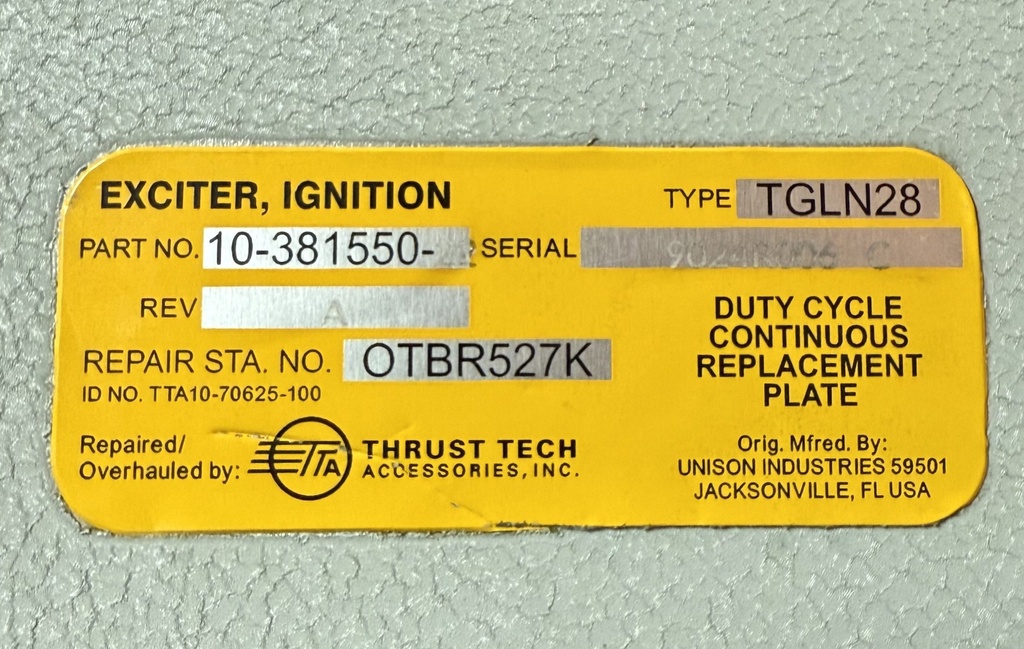 EXCITER, IGNITION TYPE TGLN28
PART NO. 10-381550- SERIAL
REV A
DUTY CYCLE
CONTINUOUS
REPLACEMENT
PLATE
REPAIR STA. NO. OTBR527K
ID NO. TTA10-70625-100
Repaired/
Overhauled by:
TTA
THRUST TECH
ACCESSORIES, INC.
Orig. Mfred. By:
UNISON INDUSTRIES 59501
JACKSONVILLE, FL USA